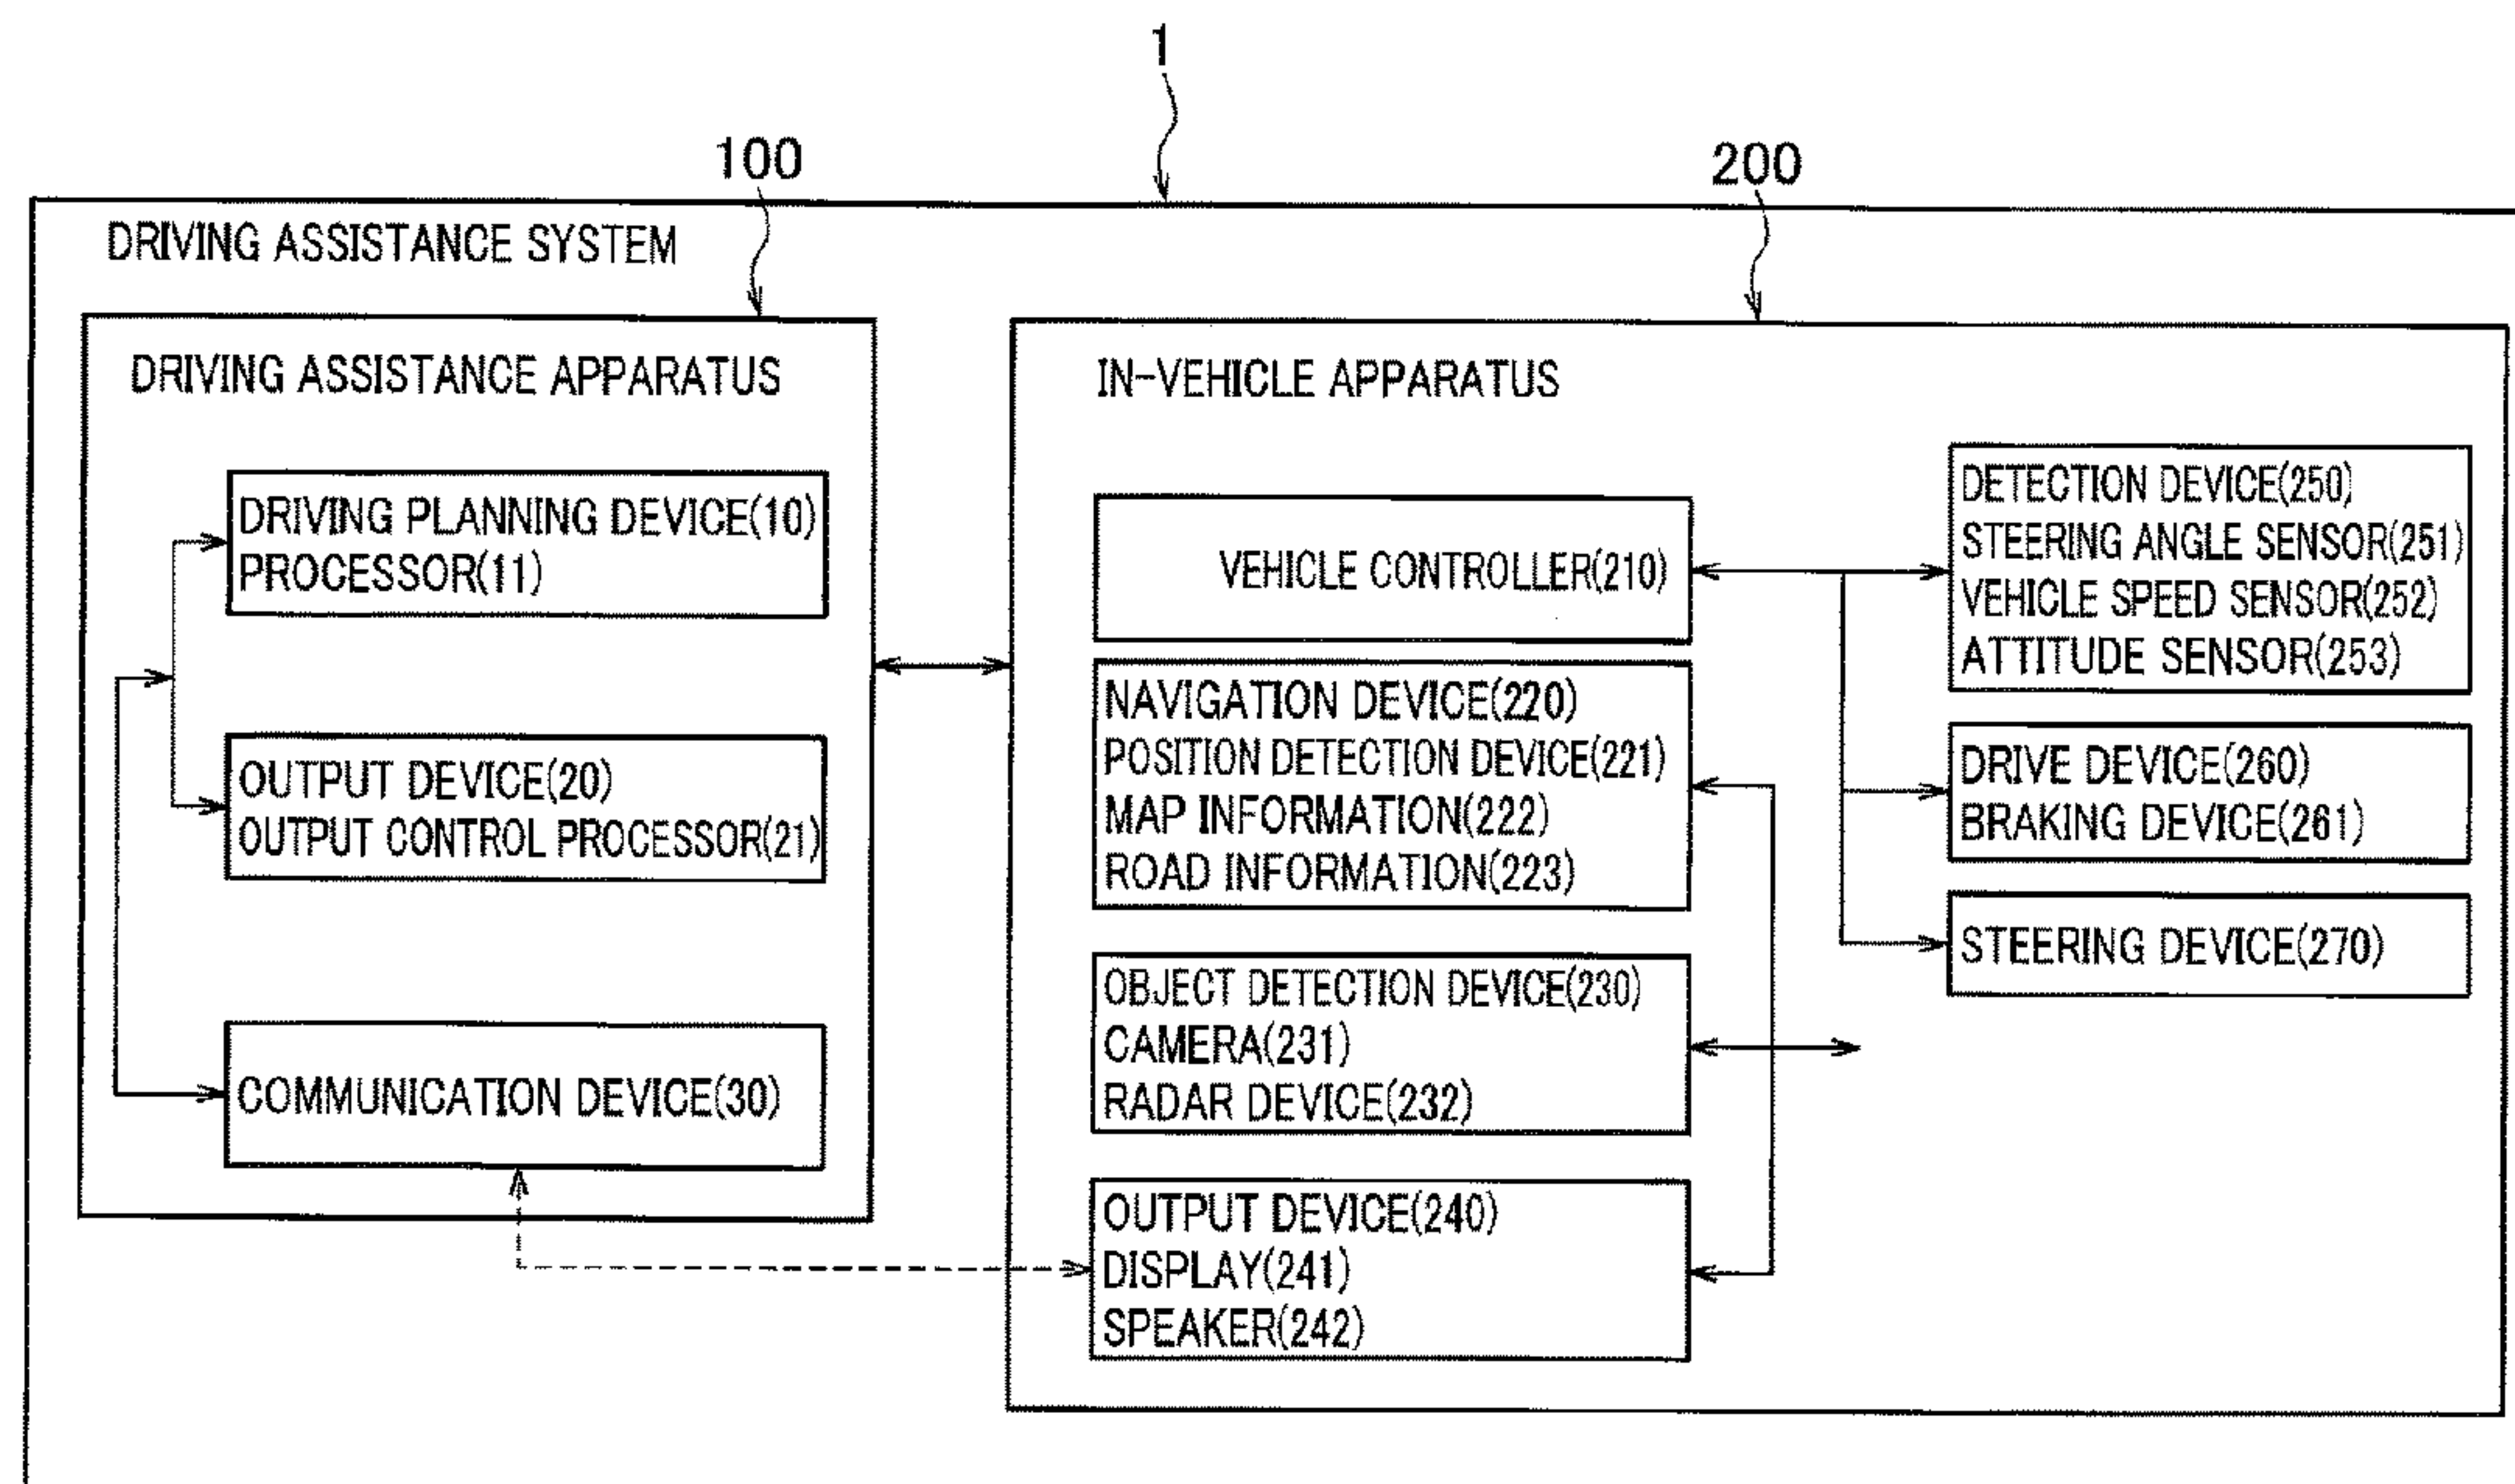 1
100
200
DRIVING ASSISTANCE SYSTEM
DRIVING ASSISTANCE APPARATUS
DRIVING PLANNING DEVICE(10)
PROCESSOR(11)
OUTPUT DEVICE(20)
OUTPUT CONTROL PROCESSOR(21)
COMMUNICATION DEVICE(30)
IN-VEHICLE APPARATUS
VEHICLE CONTROLLER(210)
NAVIGATION DEVICE(220)
POSITION DETECTION DEVICE(221)
MAP INFORMATION(222)
ROAD INFORMATION(223)
OBJECT DETECTION DEVICE(230)
CAMERA(231)
RADAR DEVICE(232)
OUTPUT DEVICE(240)
DISPLAY(241)
SPEAKER(242)
DETECTION DEVICE(250)
STEERING ANGLE SENSOR(251)
VEHICLE SPEED SENSOR(252)
ATTITUDE SENSOR(253)
DRIVE DEVICE(260)
BRAKING DEVICE(261)
STEERING DEVICE(270)